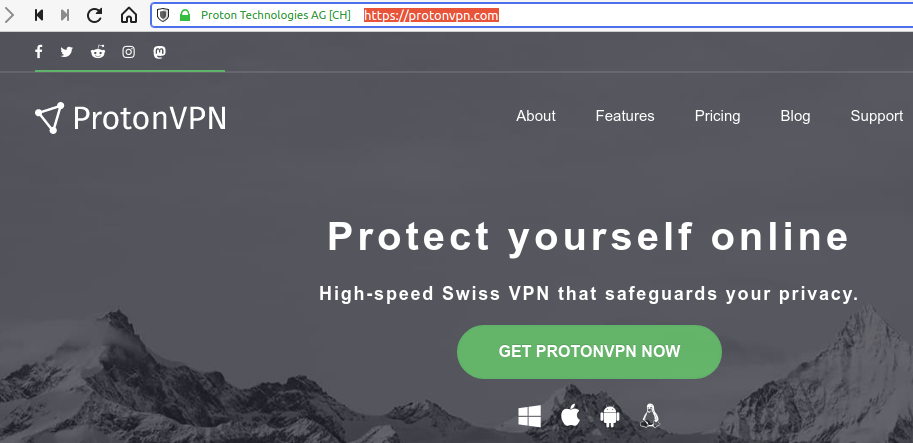 Proton Technologies AG [CH] https://protonvpn.com
ProtonVPN
About Features Pricing Blog Support
Protect yourself online
High-speed Swiss VPN that safeguards your privacy.
GET PROTONVPN NOW